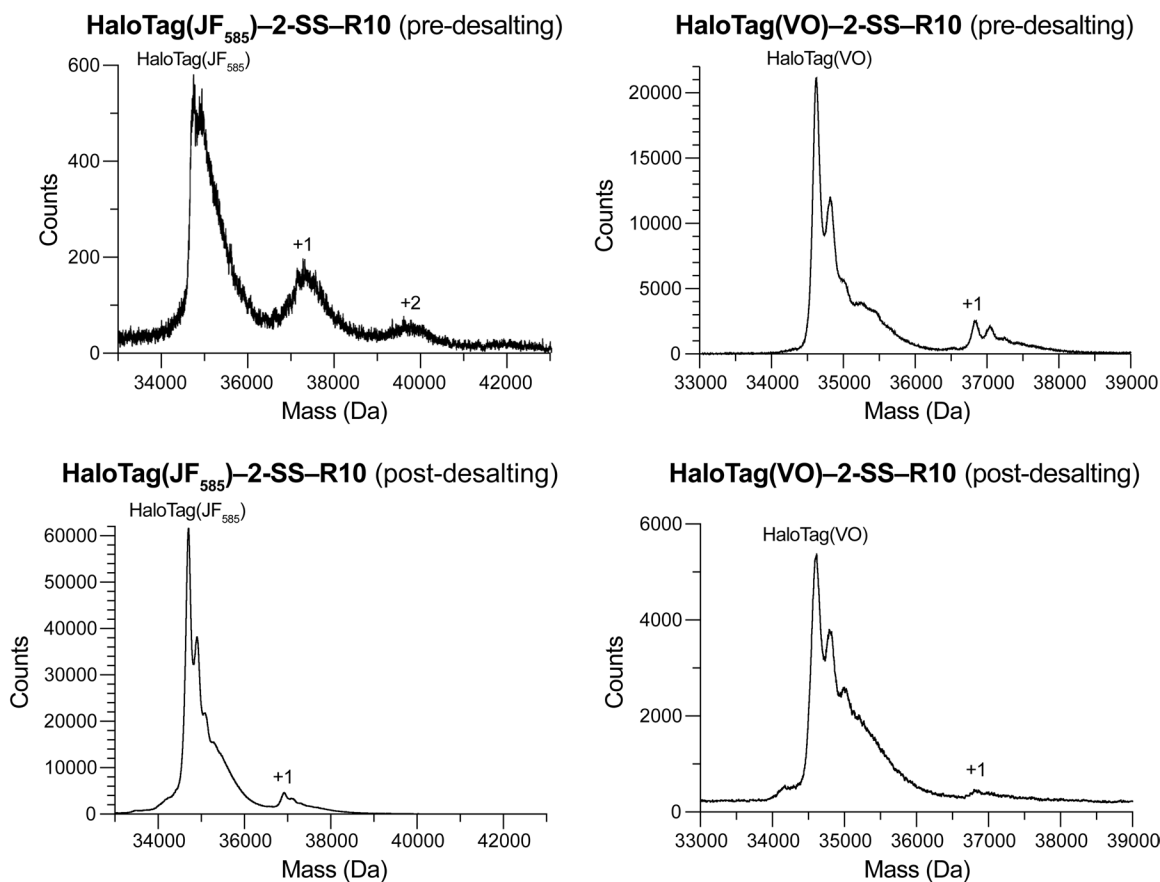 HaloTag(JF585)–2-SS–R10 (pre-desalting)
HaloTag(JF585)
600
400
200
0
Counts
+1
+2
34000 36000 38000 40000 42000
Mass (Da)
HaloTag(VO)–2-SS–R10 (pre-desalting)
HaloTag(VO)
20000
15000
10000
5000
0
Counts
+1
33000 34000 35000 36000 37000 38000 39000
Mass (Da)
HaloTag(JF585)–2-SS–R10 (post-desalting)
HaloTag(JF585)
60000
50000
40000
30000
20000
10000
0
Counts
+1
34000 36000 38000 40000 42000
Mass (Da)
HaloTag(VO)–2-SS–R10 (post-desalting)
HaloTag(VO)
6000
4000
2000
0
Counts
+1
33000 34000 35000 36000 37000 38000 39000
Mass (Da)